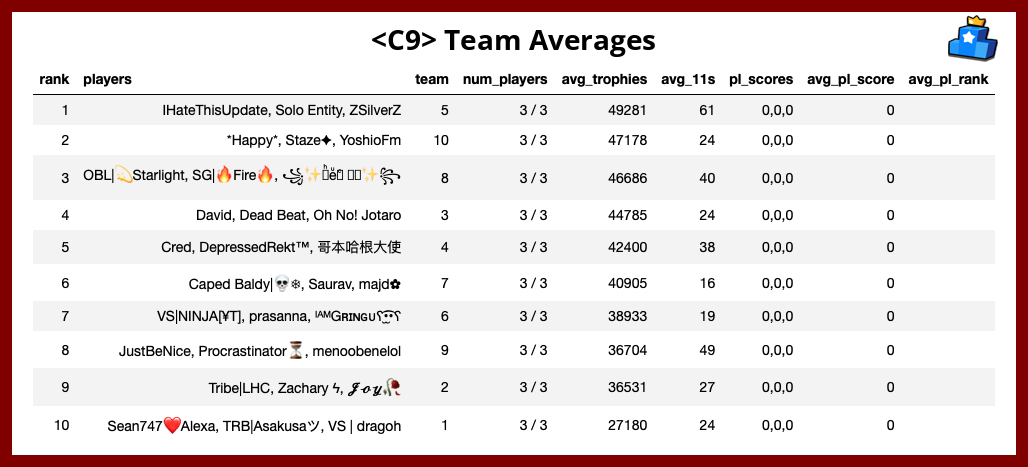 <C9> Team Averages
rank players team num_players avg_trophies avg_11s pl_scores avg_pl_score avg_pl_rank
1 IHateThisUpdate, Solo Entity, ZSilverZ 5 3 / 3 49281 61 0,0,0 0
2 *Happy*, Staze✦, YoshioFm 10 3 / 3 47178 24 0,0,0 0
3 OBL|💫Starlight, SG|🔥Fire🔥, 8 3 / 3 46686 40 0,0,0 0
4 David, Dead Beat, Oh No! Jotaro 3 3 / 3 44785 24 0,0,0 0
5 Cred, DepressedRekt™, 哥本哈根大使 4 3 / 3 42400 38 0,0,0 0
6 Caped Baldy|💀❄, Saurav, majd✿ 7 3 / 3 40905 16 0,0,0 0
7 VS|NINJA[¥T], prasanna, ᴵᴬᴹGʀɪɴɢᴜ 6 3 / 3 38933 19 0,0,0 0
8 JustBeNice, Procrastinator⏳, menoobenelol 9 3 / 3 36704 49 0,0,0 0
9 Tribe|LHC, Zachary ϟ, 𝓙𝓸𝔂🥀 2 3 / 3 36531 27 0,0,0 0
10 Sean747❤️Alexa, TRB|Asakusaツ, VS | dragoh 1 3 / 3 27180 24 0,0,0 0